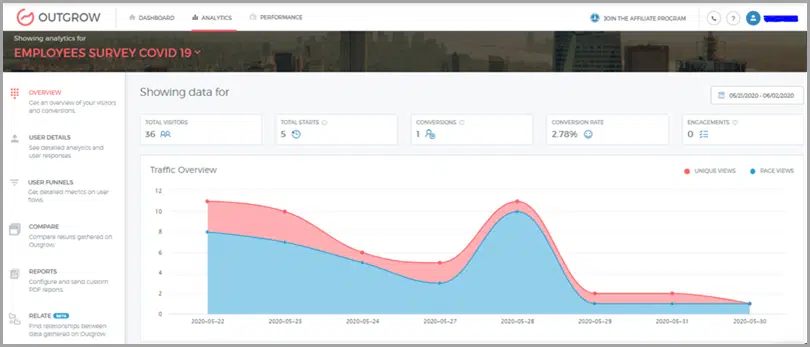 OUTGROW
DASHBOARD
ANALYTICS
PERFORMANCE
JOIN THE AFFILIATE PROGRAM
?
Showing analytics for
EMPLOYEES SURVEY COVID 19
OVERVIEW
Get an overview of your visitors
and conversions.
USER DETAILS
See detailed analytics and
user responses.
USER FUNNELS
Get detailed metrics on user
flows.
COMPARE
Compare results gathered on
Outgrow.
REPORTS
Configure and send custom
PDF reports.
RELATE BETA
Find relationships between
data gathered on Outgrow
Showing data for
05/21/2020 - 06/02/2020
TOTAL VISITORS
36
TOTAL STARTS
5
CONVERSIONS
1
CONVERSION RATE
2.78%
ENGAGEMENTS
0
Traffic Overview
UNIQUE VIEWS
PAGE VIEWS
12
10
8
6
4
2
0
2020-05-22
2020-05-23
2020-05-24
2020-05-27
2020-05-28
2020-05-29
2020-05-31
2020-05-30